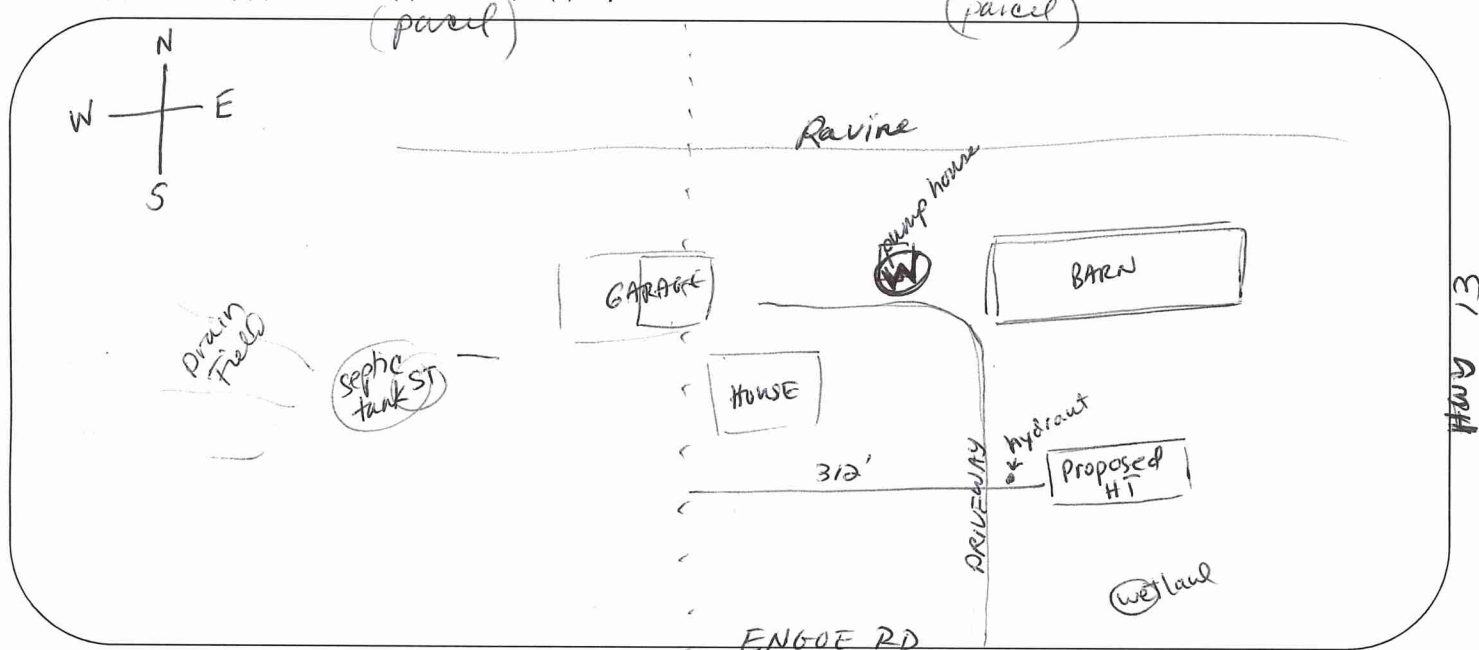 (parcel)
(parcel)
N
W
E
S
Ravine
pump house
W
GARAGE
BARN
Drain
Field
septic
tank ST
HOUSE
HWY 13
hydrant
312'
Proposed
HT
DRIVEWAY
wetland
ENGOE RD